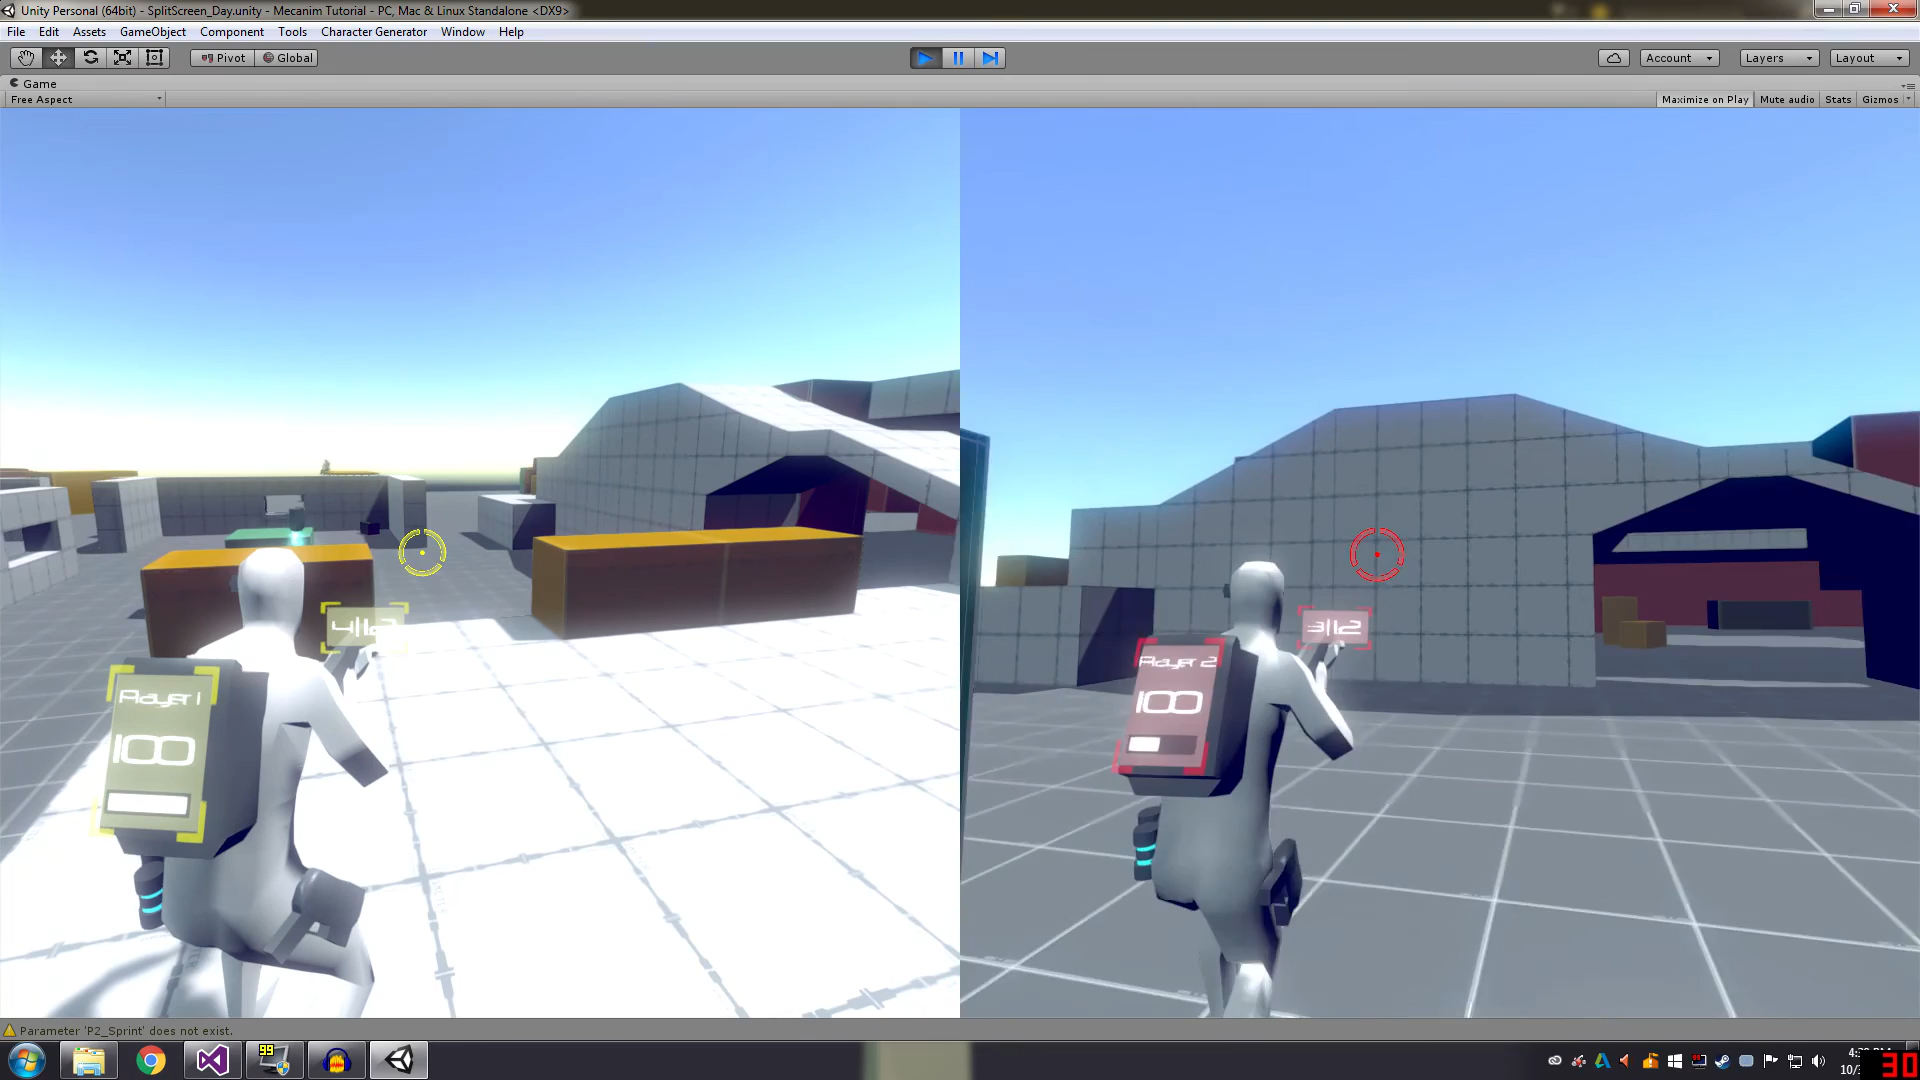 Unity Personal (64bit) - SplitScreen_Day.unity - Mecanim Tutorial - PC, Mac & Linux Standalone <DX9>
File Edit Assets GameObject Component Tools Character Generator Window Help
Pivot Global Account Layers Layout
Game
Free Aspect Maximize on Play Mute audio Stats Gizmos
4|12
3|12
Player 1
100
Player 2
100
Parameter 'P2_Sprint' does not exist.
99
30